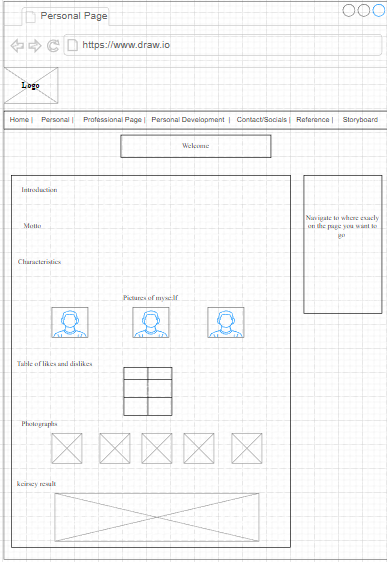 Personal Page
https://www.draw.io
Logo
Home | Personal | Professional Page | Personal Development | Contact/Socials | Reference | Storyboard
Welcome
Introduction
Motto
Characteristics
Pictures of myself
Table of likes and dislikes
Photographs
keirsey result
Navigate to where exacly
on the page you want to
go